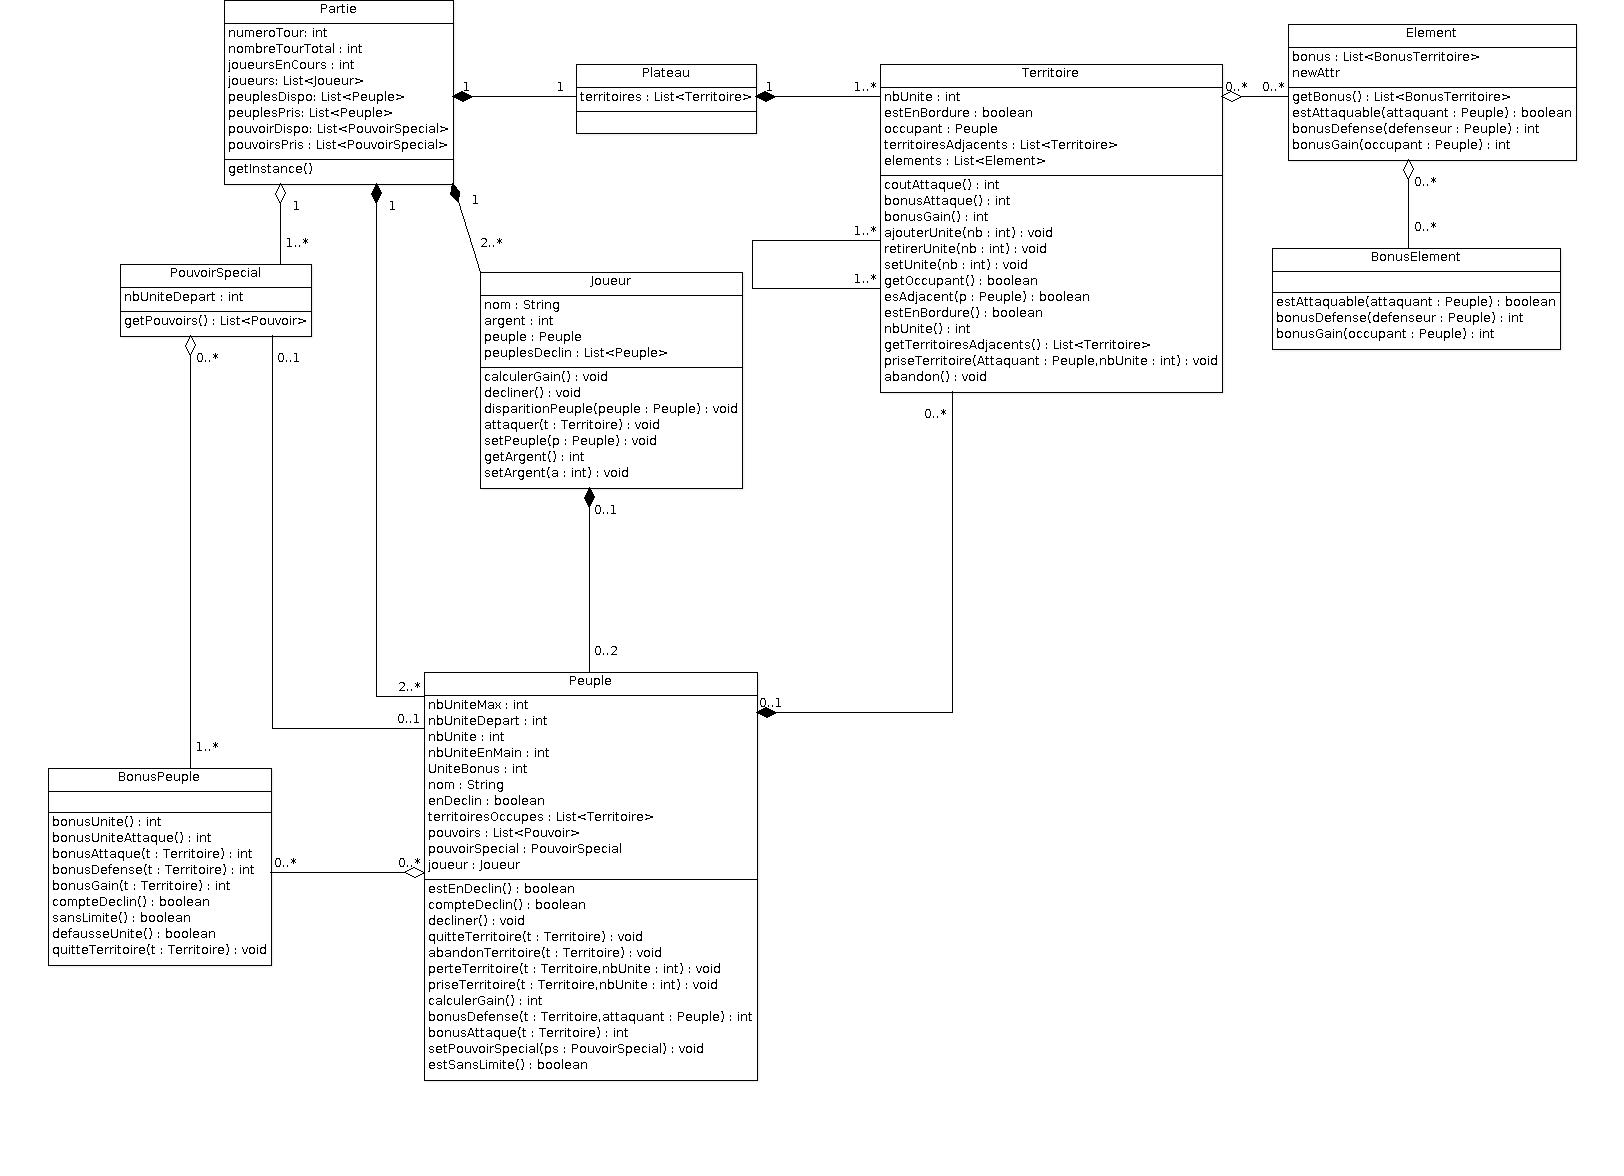 Partie
numeroTour: int
nombreTourTotal : int
joueursEnCours : int
joueurs: List<Joueur>
peuplesDispo: List<Peuple>
peuplesPris: List<Peuple>
pouvoirDispo: List<PouvoirSpecial>
pouvoirsPris : List<PouvoirSpecial>
getInstance()
1
1
Plateau
territoires : List<Territoire>
1
1..*
Territoire
nbUnite : int
estEnBordure : boolean
occupant : Peuple
territoiresAdjacents : List<Territoire>
elements : List<Element>
coutAttaque() : int
bonusAttaque() : int
bonusGain() : int
ajouterUnite(nb : int) : void
retirerUnite(nb : int) : void
setUnite(nb : int) : void
getOccupant() : boolean
esAdjacent(p : Peuple) : boolean
estEnBordure() : boolean
nbUnite() : int
getTerritoiresAdjacents() : List<Territoire>
priseTerritoire(Attaquant : Peuple,nbUnite : int) : void
abandon() : void
1..*
1..*
0..*
0..*
0..*
Element
bonus : List<BonusTerritoire>
newAttr
getBonus() : List<BonusTerritoire>
estAttaquable(attaquant : Peuple) : boolean
bonusDefense(defenseur : Peuple) : int
bonusGain(occupant : Peuple) : int
0..*
0..*
BonusElement
estAttaquable(attaquant : Peuple) : boolean
bonusDefense(defenseur : Peuple) : int
bonusGain(occupant : Peuple) : int
1
1..*
1
1
2..*
PouvoirSpecial
nbUniteDepart : int
getPouvoirs() : List<Pouvoir>
0..*
0..1
Joueur
nom : String
argent : int
peuple : Peuple
peuplesDeclin : List<Peuple>
calculerGain() : void
decliner() : void
disparitionPeuple(peuple : Peuple) : void
attaquer(t : Territoire) : void
setPeuple(p : Peuple) : void
getArgent() : int
setArgent(a : int) : void
0..1
0..2
2..*
0..1
0..1
1..*
Peuple
nbUniteMax : int
nbUniteDepart : int
nbUnite : int
nbUniteEnMain : int
UniteBonus : int
nom : String
enDeclin : boolean
territoiresOccupes : List<Territoire>
pouvoirs : List<Pouvoir>
pouvoirSpecial : PouvoirSpecial
joueur : Joueur
estEnDeclin() : boolean
compteDeclin() : boolean
decliner() : void
quitteTerritoire(t : Territoire) : void
abandonTerritoire(t : Territoire) : void
perteTerritoire(t : Territoire,nbUnite : int) : void
priseTerritoire(t : Territoire,nbUnite : int) : void
calculerGain() : int
bonusDefense(t : Territoire,attaquant : Peuple) : int
bonusAttaque(t : Territoire) : int
setPouvoirSpecial(ps : PouvoirSpecial) : void
estSansLimite() : boolean
BonusPeuple
bonusUnite() : int
bonusUniteAttaque() : int
bonusAttaque(t : Territoire) : int
bonusDefense(t : Territoire) : int
bonusGain(t : Territoire) : int
compteDeclin() : boolean
sansLimite() : boolean
defausseUnite() : boolean
quitteTerritoire(t : Territoire) : void
0..*
0..*